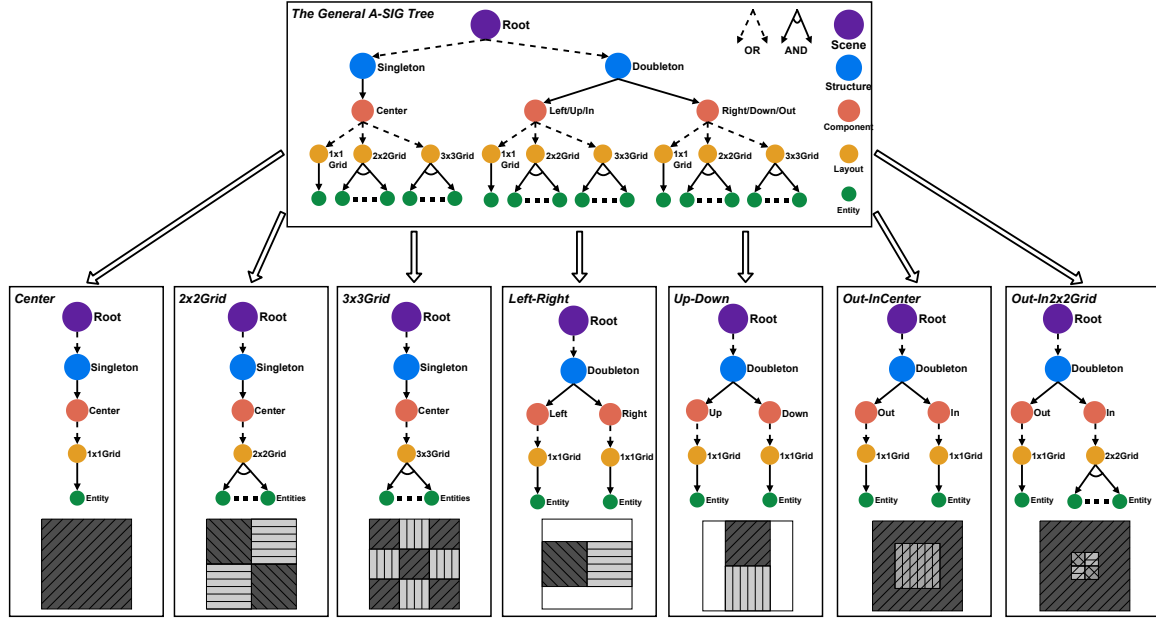 The General A-SIG Tree
Root
OR
AND
Scene
Singleton
Doubleton
Structure
Center
Left/Up/In
Right/Down/Out
Component
1x1
Grid
2x2Grid
3x3Grid
1x1
Grid
2x2Grid
3x3Grid
1x1
Grid
2x2Grid
3x3Grid
Layout
Entity
Center
Root
Singleton
Center
1x1Grid
Entity
2x2Grid
Root
Singleton
Center
2x2Grid
Entities
3x3Grid
Root
Singleton
Center
3x3Grid
Entities
Left-Right
Root
Doubleton
Left
Right
1x1Grid
1x1Grid
Entity
Entity
Up-Down
Root
Doubleton
Up
Down
1x1Grid
1x1Grid
Entity
Entity
Out-InCenter
Root
Doubleton
Out
In
1x1Grid
1x1Grid
Entity
Entity
Out-In2x2Grid
Root
Doubleton
Out
In
1x1Grid
2x2Grid
Entity
Entities